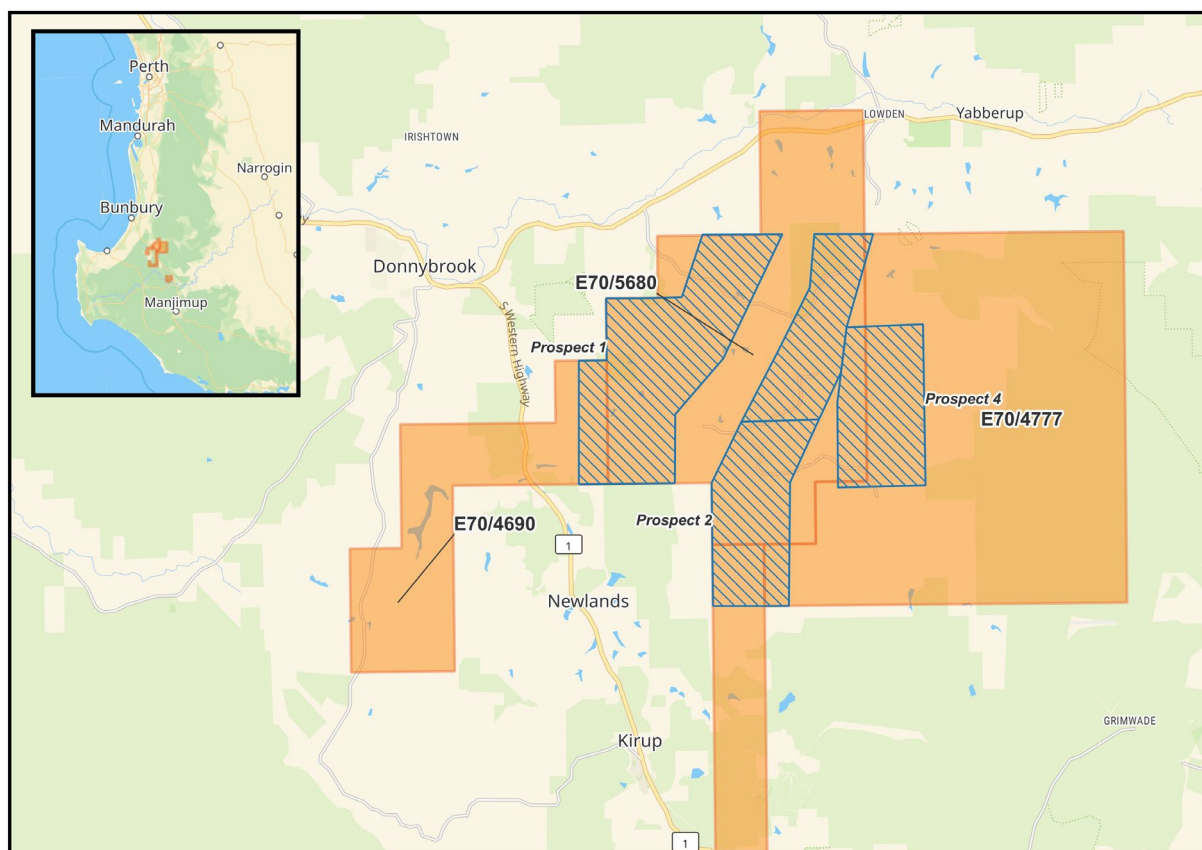 Perth
Mandurah
Narrogin
Bunbury
Manjimup
IRISHTOWN
LOWDEN
Yabberup
Donnybrook
E70/5680
S Western Highway
Prospect 1
Prospect 4
E70/4777
E70/4690
Prospect 2
1
Newlands
GRIMWADE
Kirup
1